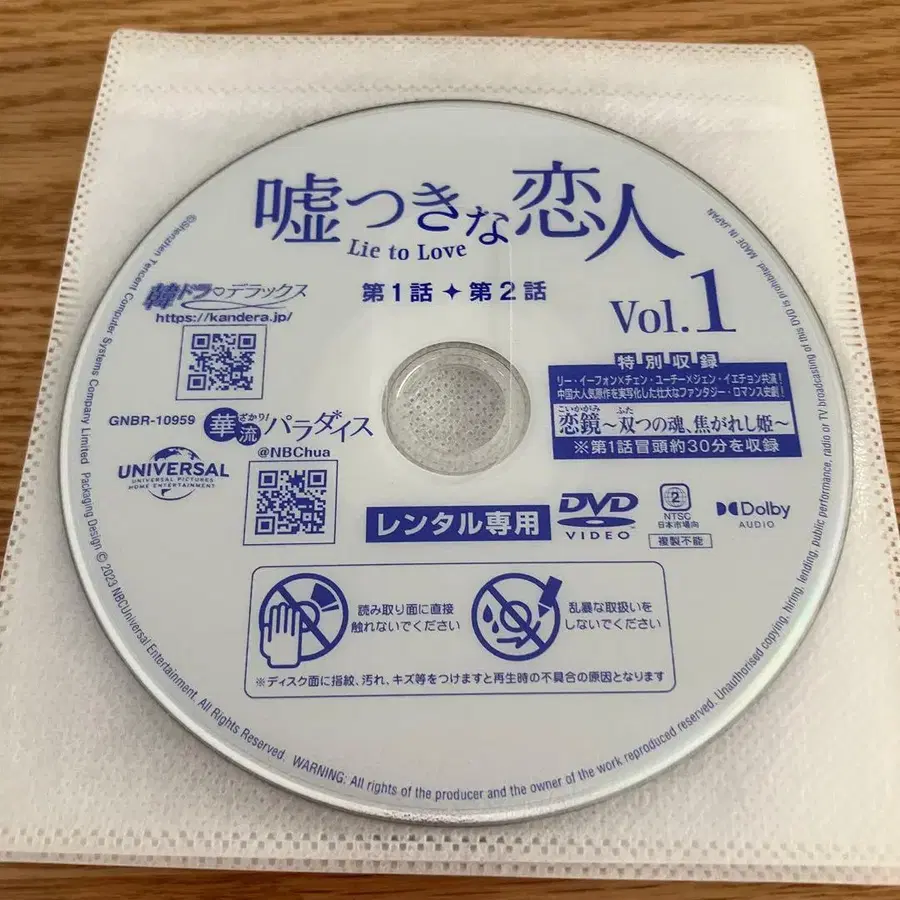 嘘つきな恋人
Lie to Love
第1話✦第2話
Vol.1
韓ドラ♡デラックス
https://kandera.jp/
GNBR-10959
華ざかり!流パラダイス
@NBChua
UNIVERSAL
UNIVERSAL PICTURES
HOME ENTERTAINMENT
特別収録
リー・イーフォン×チェン・ユーチー×ジェン・イエチョン共演!
中国大人気原作を実写化した壮大なファンタジー・ロマンス史劇!
こいかがみ ふた
恋鏡~双つの魂、焦がれし姫~
※第1話冒頭約30分を収録
レンタル専用
DVD
VIDEO
2
NTSC
日本市場向
複製不能
Dolby
AUDIO
読み取り面に直接
触れないでください
乱暴な取扱いを
しないでください
※ディスク面に指紋、汚れ、キズ等をつけますと再生時の不具合の原因となります
©Shenzhen Tencent Computer Systems Company Limited Packaging Design © 2023 NBCUniversal Entertainment. All Rights Reserved. WARNING: All rights of the producer and the owner of the work reproduced reserved. Unauthorised copying, hiring, lending, public performance, radio or TV broadcasting of this DVD is prohibited. MADE IN JAPAN